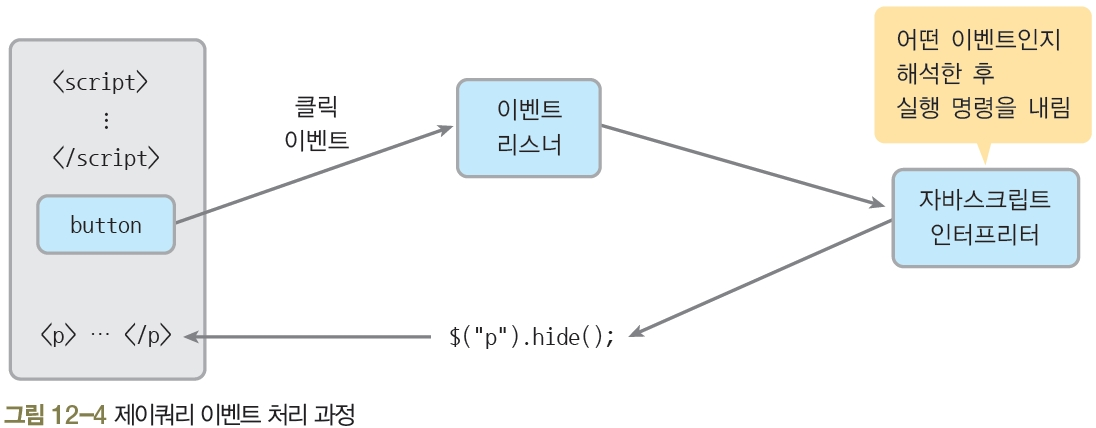 <script>
⋮
</script>
button
<p> ⋯ </p>
클릭
이벤트
이벤트
리스너
어떤 이벤트인지
해석한 후
실행 명령을 내림
자바스크립트
인터프리터
$("p").hide();
그림 12-4 제이쿼리 이벤트 처리 과정